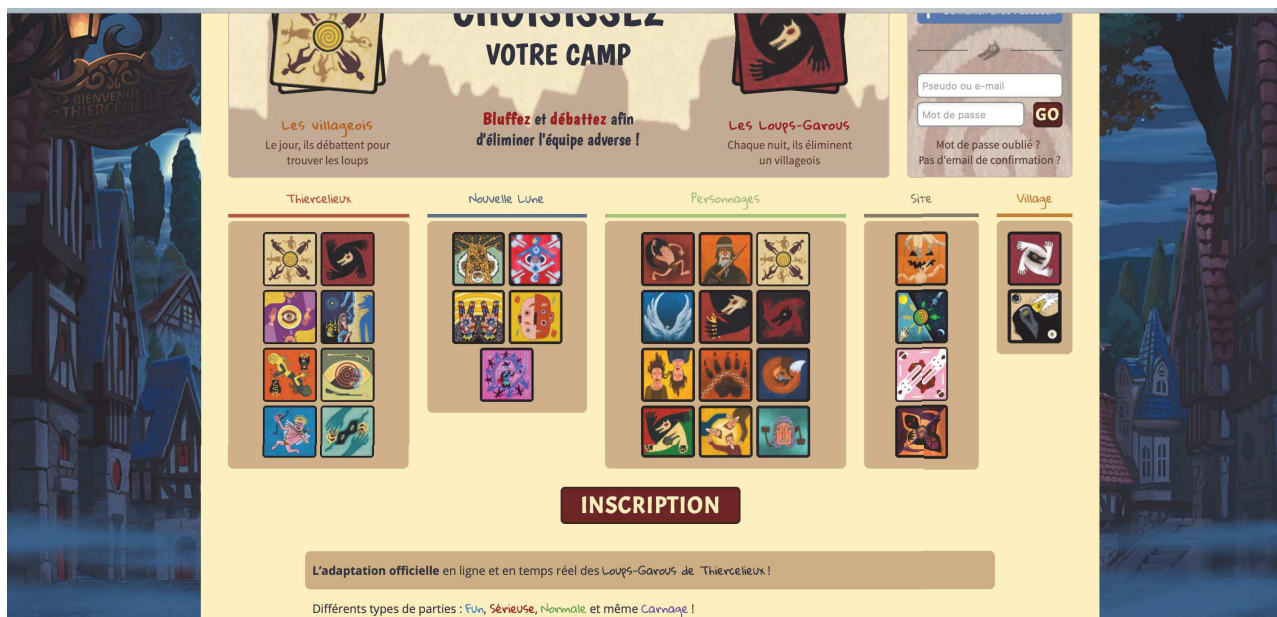 CHOISISSEZ
VOTRE CAMP
BIENVENUE À
THIERCELIEUX
Les villageois
Le jour, ils débattent pour
trouver les loups
Bluffez et débattez afin
d'éliminer l'équipe adverse !
Les Loups-Garous
Chaque nuit, ils éliminent
un villageois
Pseudo ou e-mail
Mot de passe
GO
Mot de passe oublié ?
Pas d'email de confirmation ?
Thiercelieux
Nouvelle Lune
Personnages
Site
Village
INSCRIPTION
L'adaptation officielle en ligne et en temps réel des Loups-Garous de Thiercelieux !
Différents types de parties : Fun, Sérieuse, Normale et même Carnage !